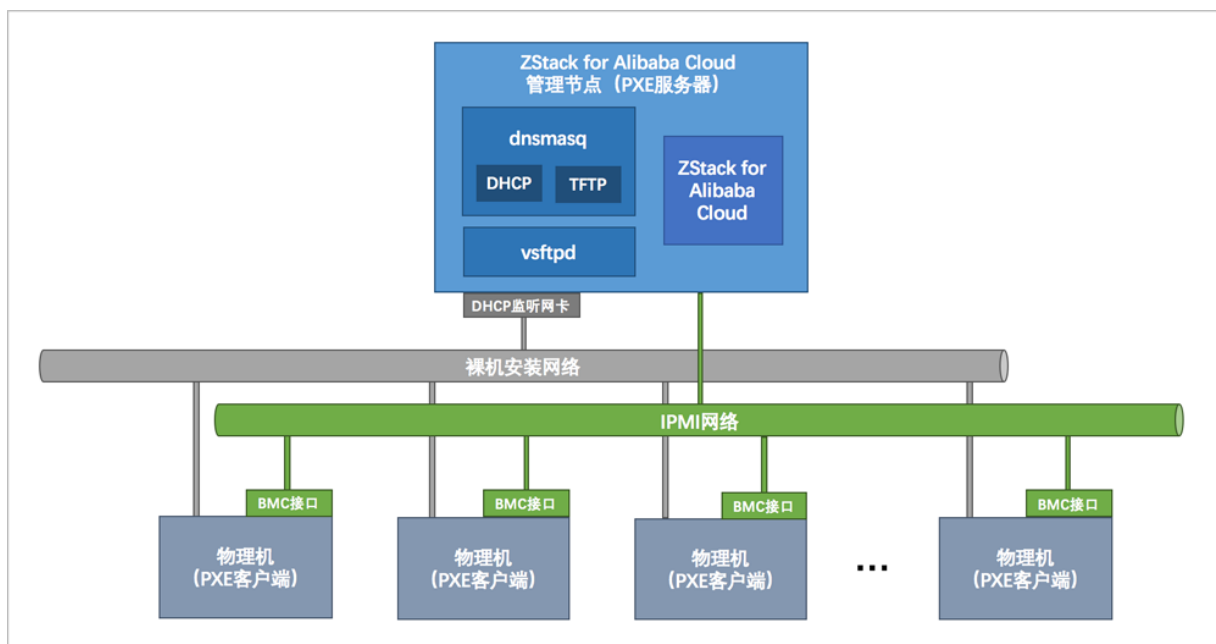 ZStack for Alibaba Cloud
管理节点（PXE服务器）
dnsmasq
DHCP
TFTP
vsftpd
ZStack for
Alibaba
Cloud
DHCP监听网卡
裸机安装网络
IPMI网络
BMC接口
BMC接口
BMC接口
BMC接口
物理机
（PXE客户端）
物理机
（PXE客户端）
物理机
（PXE客户端）
...
物理机
（PXE客户端）